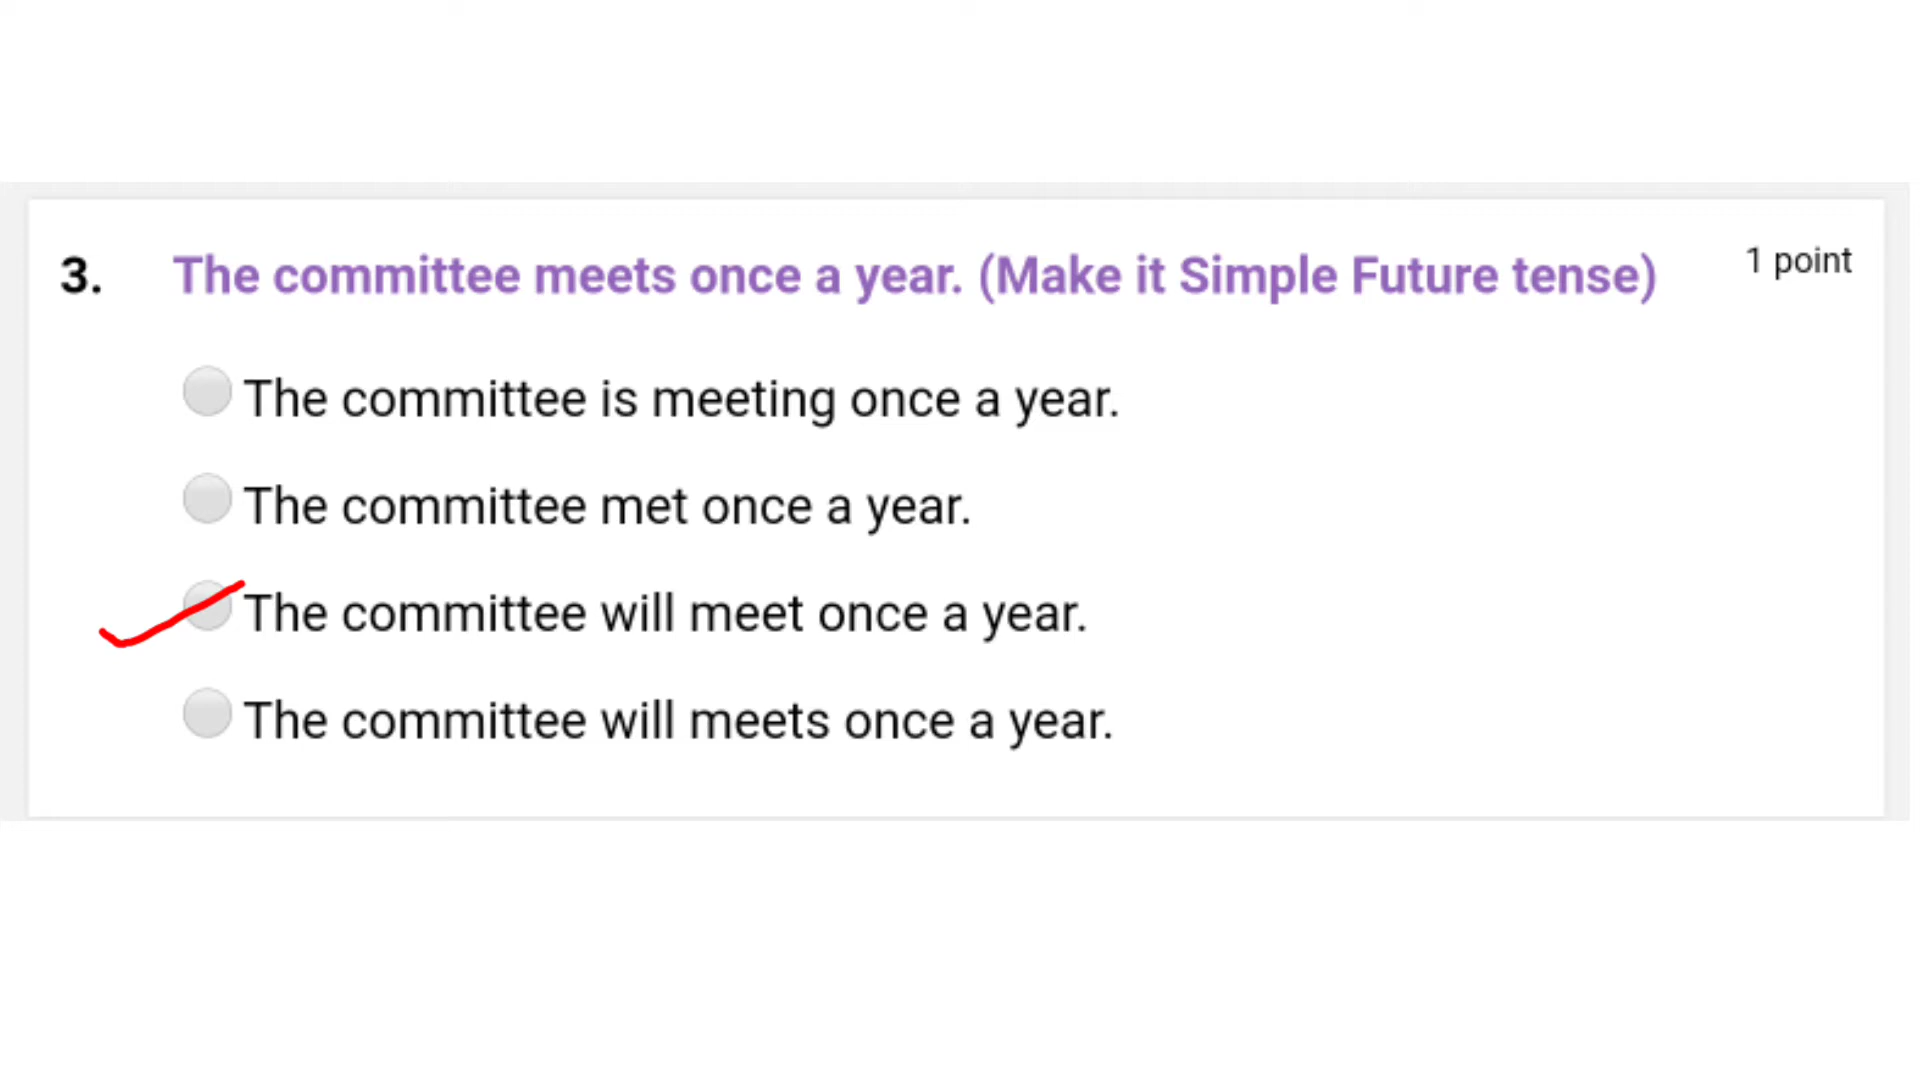 3. The committee meets once a year. (Make it Simple Future tense) 1 point
The committee is meeting once a year.
The committee met once a year.
The committee will meet once a year.
The committee will meets once a year.